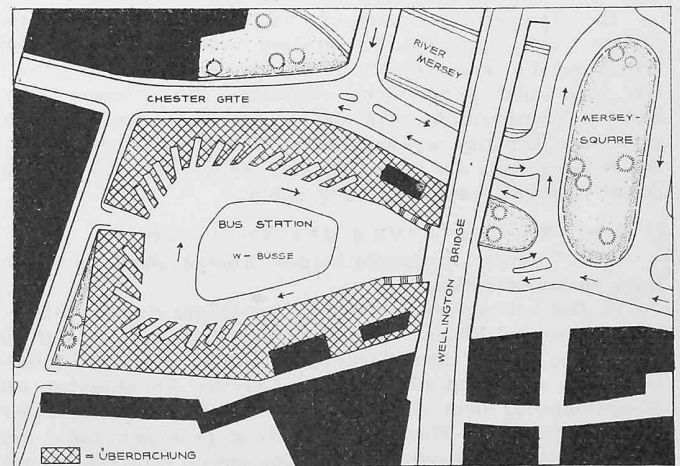 CHESTER GATE
RIVER
MERSEY
MERSEY-
SQUARE
BUS STATION
W-BUSSE
WELLINGTON BRIDGE
= ÜBERDACHUNG